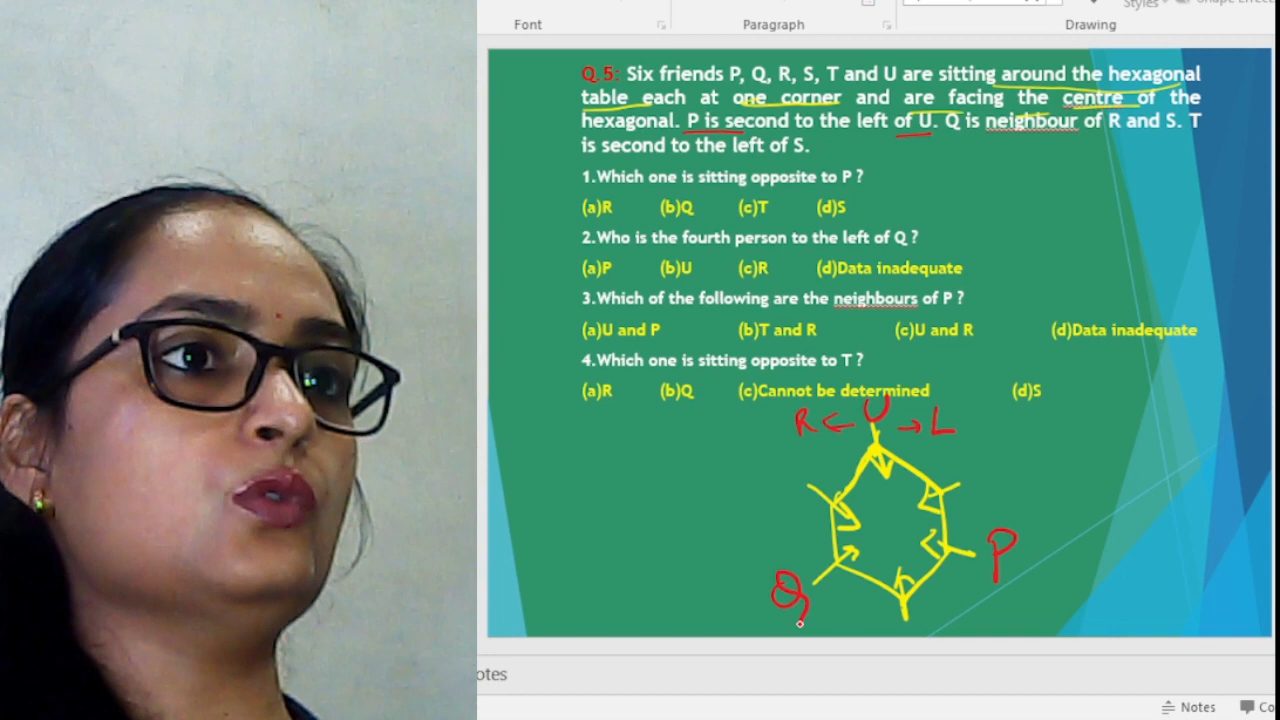 Styles
Font
Paragraph
Drawing
Q.5: Six friends P, Q, R, S, T and U are sitting around the hexagonal
table each at one corner and are facing the centre of the
hexagonal. P is second to the left of U. Q is neighbour of R and S. T
is second to the left of S.
1.Which one is sitting opposite to P ?
(a)R (b)Q (c)T (d)S
2.Who is the fourth person to the left of Q ?
(a)P (b)U (c)R (d)Data inadequate
3.Which of the following are the neighbours of P ?
(a)U and P (b)T and R (c)U and R (d)Data inadequate
4.Which one is sitting opposite to T ?
(a)R (b)Q (c)Cannot be determined (d)S
R U L
P
Q
otes
Notes Co